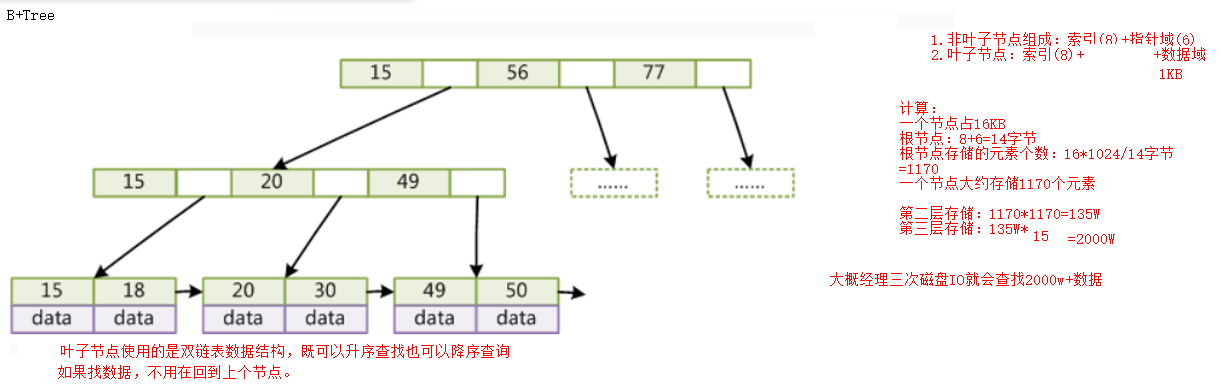 B+Tree
1.非叶子节点组成：索引(8)+指针域(6)
2.叶子节点：索引(8)+ +数据域
1KB
15 56 77
计算：
一个节点占16KB
根节点：8+6=14字节
根节点存储的元素个数：16*1024/14字节
=1170
一个节点大约存储1170个元素
15 20 49
...... ......
第二层存储：1170*1170=135W
第三层存储：135W* 15 =2000W
大概经理三次磁盘IO就会查找2000w+数据
15 18 20 30 49 50
data data data data data data
叶子节点使用的是双链表数据结构，既可以升序查找也可以降序查询
如果找数据，不用在回到上个节点。